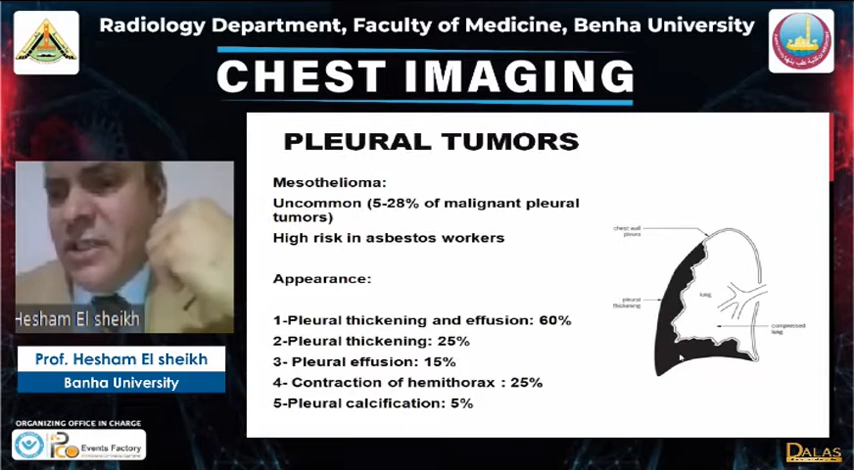 Radiology Department, Faculty of Medicine, Benha University
CHEST IMAGING
PLEURAL TUMORS
Mesothelioma:
Uncommon (5-28% of malignant pleural
tumors)
High risk in asbestos workers
Appearance:
1-Pleural thickening and effusion: 60%
2-Pleural thickening: 25%
3- Pleural effusion: 15%
4- Contraction of hemithorax : 25%
5-Pleural calcification: 5%
chest wall
pleura
pleural
thickening
lung
compressed
lung
Hesham El sheikh
Prof. Hesham El sheikh
Banha University
ORGANIZING OFFICE IN CHARGE
Events Factory
DALAS